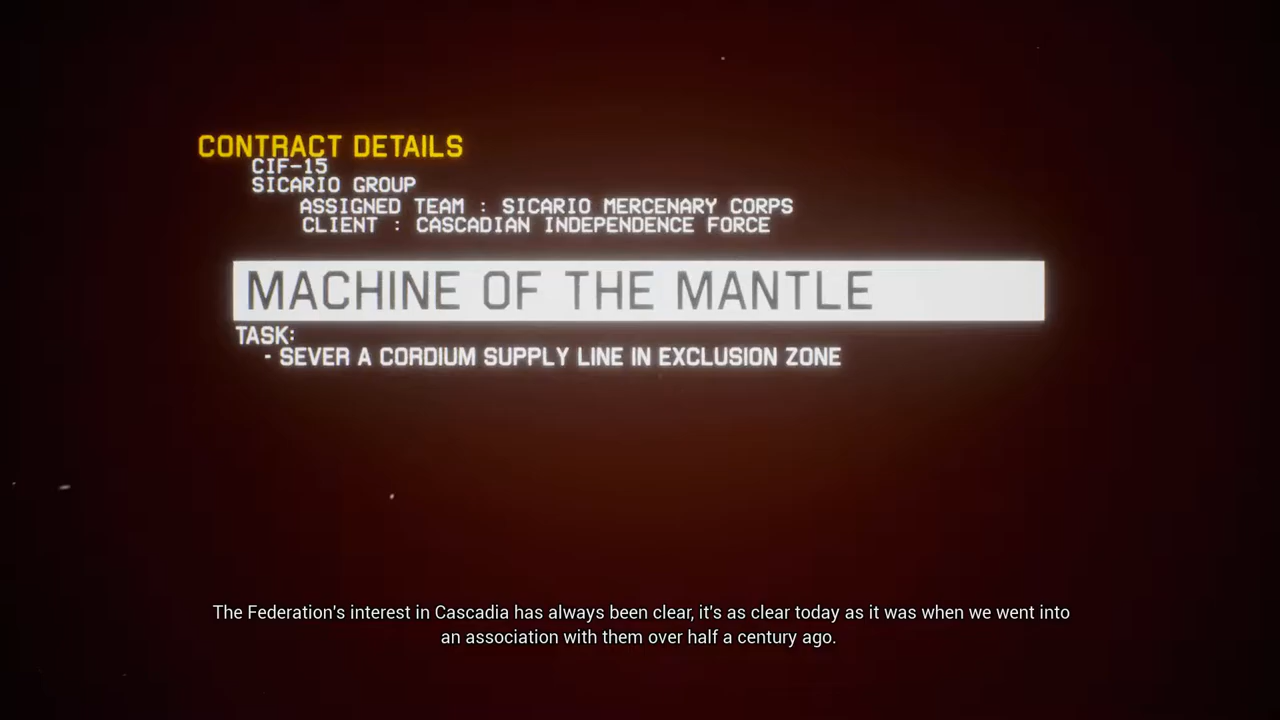 CONTRACT DETAILS
CIF-15
SICARIO GROUP
ASSIGNED TEAM : SICARIO MERCENARY CORPS
CLIENT : CASCADIAN INDEPENDENCE FORCE
MACHINE OF THE MANTLE
TASK:
- SEVER A CORDIUM SUPPLY LINE IN EXCLUSION ZONE
The Federation's interest in Cascadia has always been clear, it's as clear today as it was when we went into
an association with them over half a century ago.